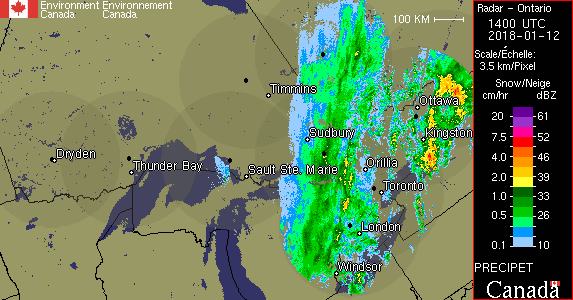 Environment Environnement
Canada Canada
100 KM
Timmins
Ottawa
Sudbury
Kingston
Dryden
Thunder Bay
Sault Ste. Marie
Orillia
Toronto
London
Windsor
Radar - Ontario
1400 UTC
2018-01-12
Scale/Échelle:
3.5 km/Pixel
Snow/Neige
cm/hr dBZ
20 61
7.5 52
4.0 46
2.0 39
1.0 33
0.5 26
0.1 10
PRECIPET
Canada